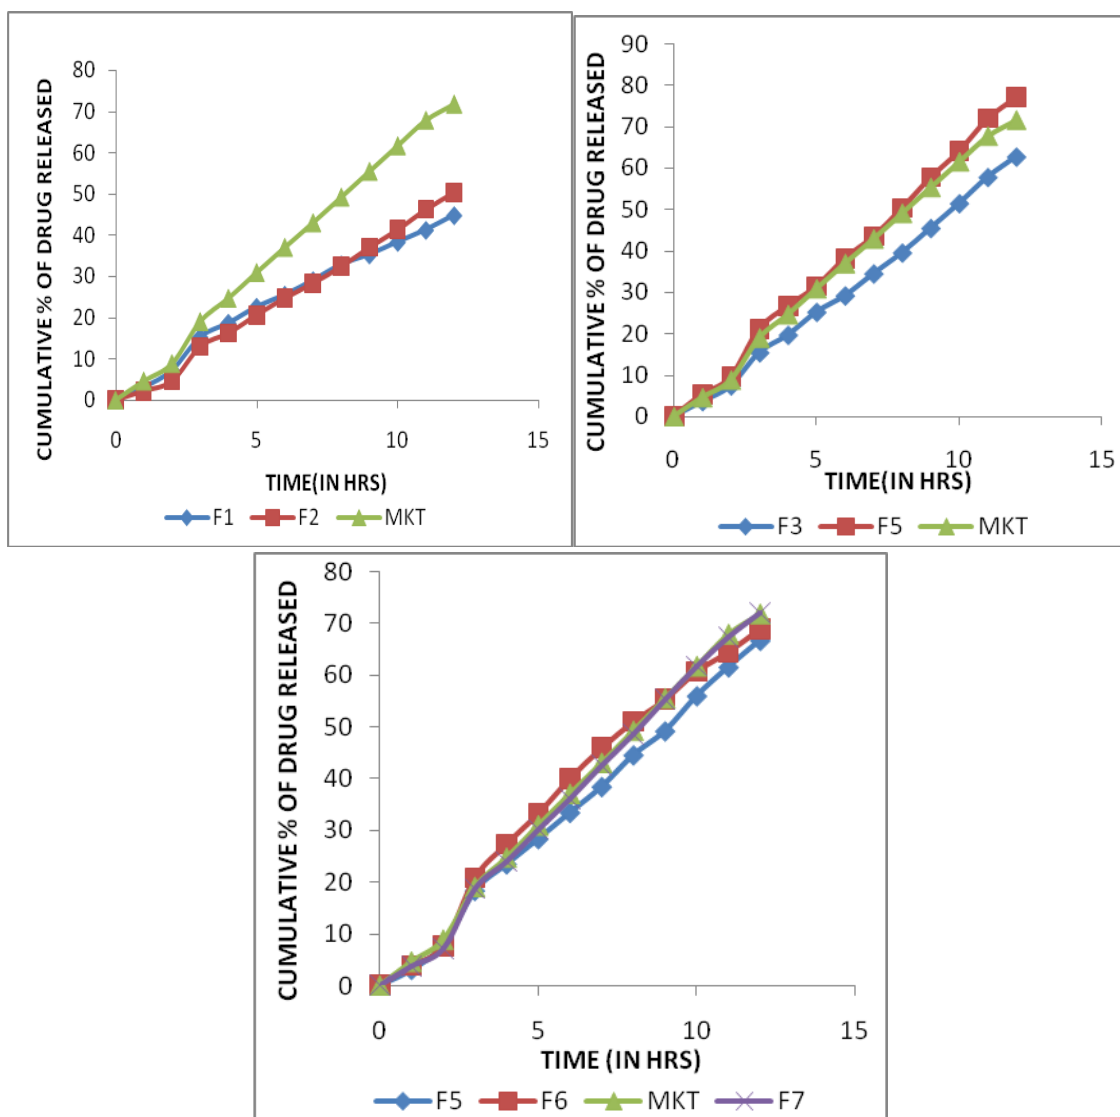 CUMULATIVE % OF DRUG RELEASED
80
70
60
50
40
30
20
10
0
0 5 10 15
TIME(IN HRS)
F1 F2 MKT
CUMULATIVE % OF DRUG RELEASED
90
80
70
60
50
40
30
20
10
0
0 5 10 15
TIME(IN HRS)
F3 F5 MKT
CUMULATIVE % OF DRUG RELEASED
80
70
60
50
40
30
20
10
0
0 5 10 15
TIME (IN HRS)
F5 F6 MKT F7